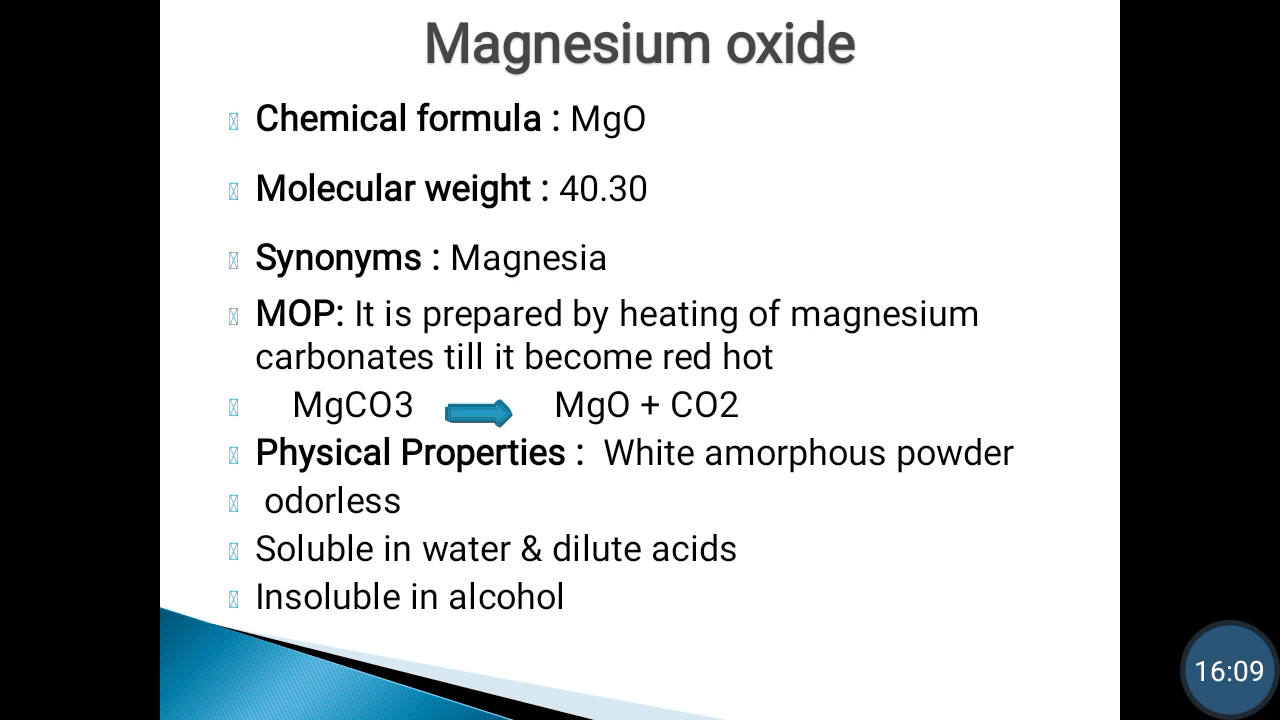 Magnesium oxide
Chemical formula : MgO
Molecular weight : 40.30
Synonyms : Magnesia
MOP: It is prepared by heating of magnesium
carbonates till it become red hot
MgCO3 MgO + CO2
Physical Properties : White amorphous powder
odorless
Soluble in water & dilute acids
Insoluble in alcohol
16:09